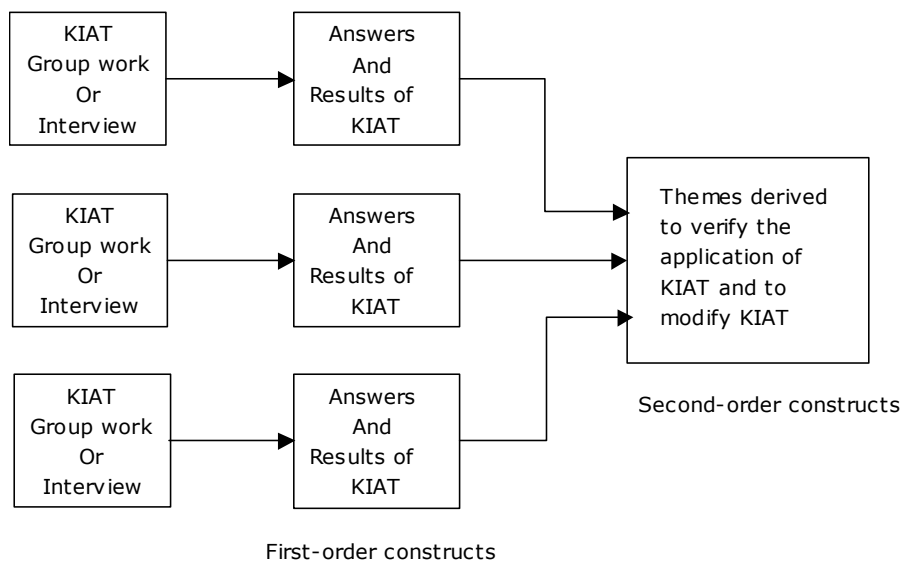 KIAT
Group work
Or
Interview
Answers
And
Results of
KIAT
KIAT
Group work
Or
Interview
Answers
And
Results of
KIAT
KIAT
Group work
Or
Interview
Answers
And
Results of
KIAT
Themes derived
to verify the
application of
KIAT and to
modify KIAT
Second-order constructs
First-order constructs